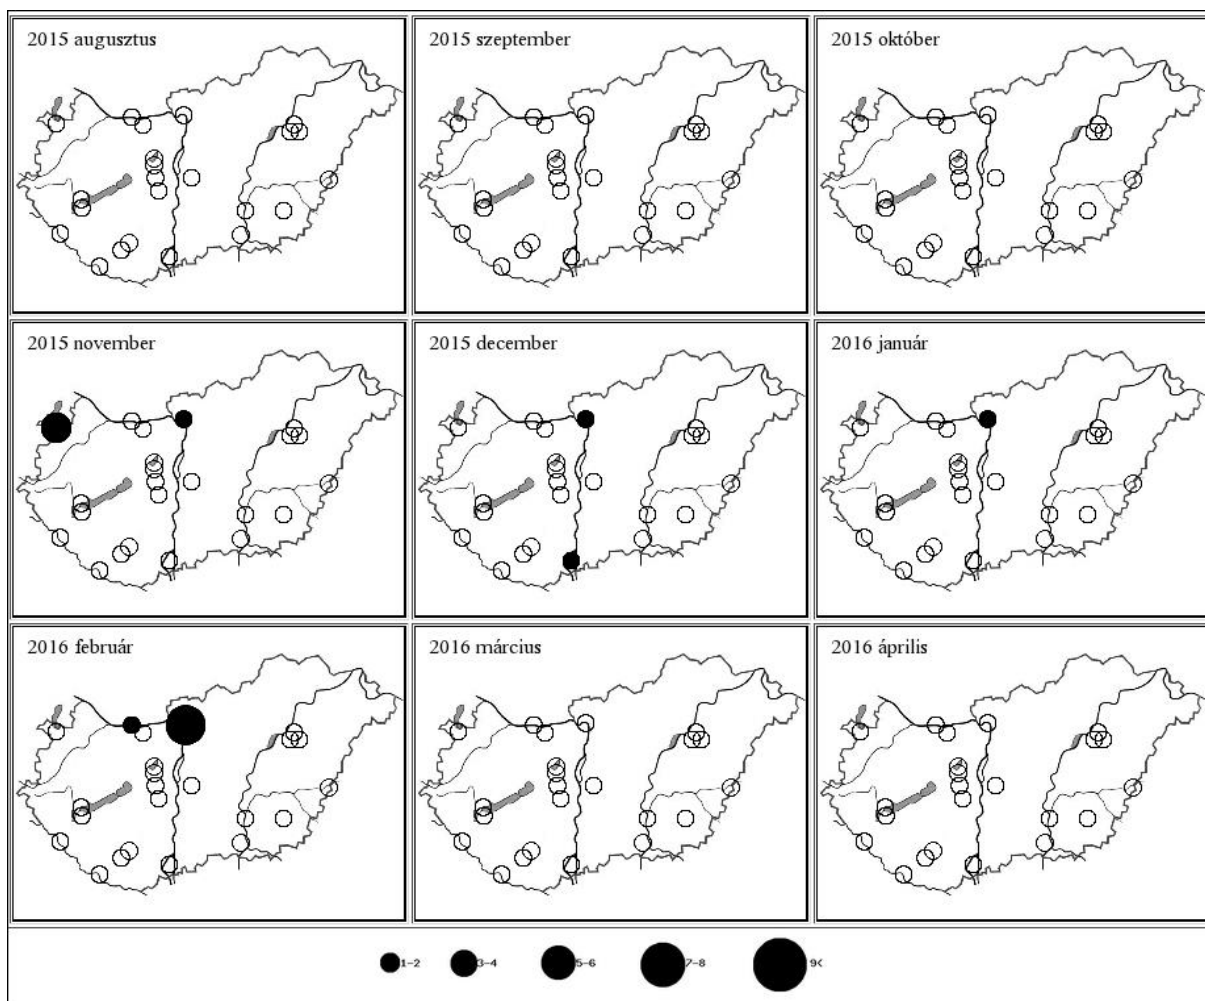 2015 augusztus
2015 szeptember
2015 október
2015 november
2015 december
2016 január
2016 február
2016 március
2016 április
1-2
3-4
5-6
7-8
9<